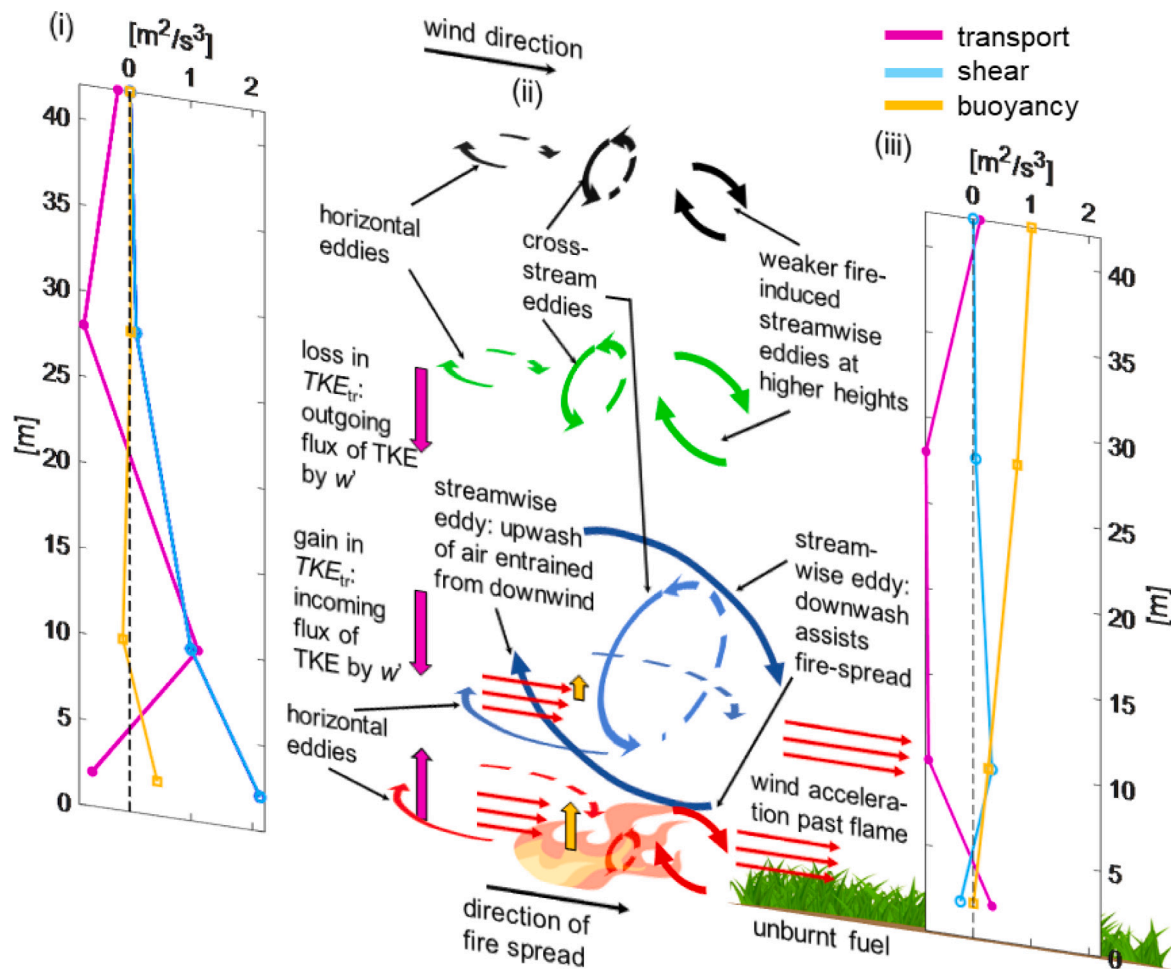 (i)
[m²/s³]
0
1
2
40
35
30
25
20
15
10
5
0
[m]
wind direction
(ii)
transport
shear
buoyancy
(iii)
[m²/s³]
0
1
2
40
35
30
25
20
15
10
5
0
[m]
horizontal
eddies
cross-
stream
eddies
weaker fire-
induced
streamwise
eddies at
higher heights
loss in
TKEtr:
outgoing
flux of TKE
by w'
streamwise
eddy: upwash
of air entrained
from downwind
gain in
TKEtr:
incoming
flux of
TKE by w'
stream-
wise eddy:
downwash
assists
fire-spread
horizontal
eddies
wind accelera-
tion past flame
direction of
fire spread
unburnt fuel